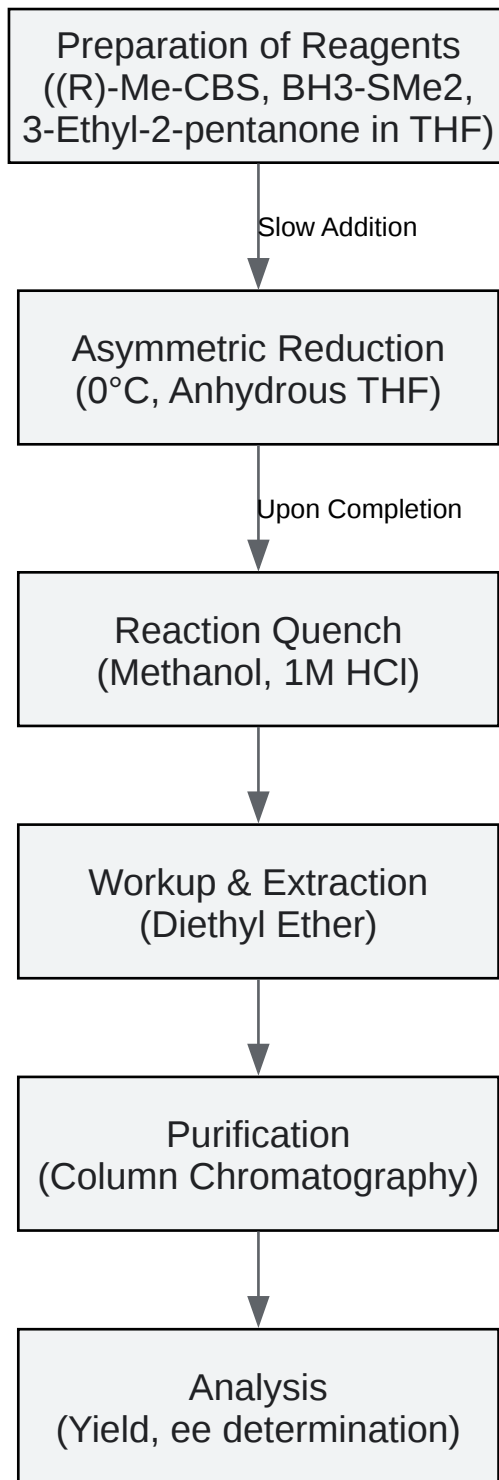 Preparation of Reagents
((R)-Me-CBS, BH3-SMe2,
3-Ethyl-2-pentanone in THF)
Slow Addition
Asymmetric Reduction
(0°C, Anhydrous THF)
Upon Completion
Reaction Quench
(Methanol, 1M HCl)
Workup & Extraction
(Diethyl Ether)
Purification
(Column Chromatography)
Analysis
(Yield, ee determination)